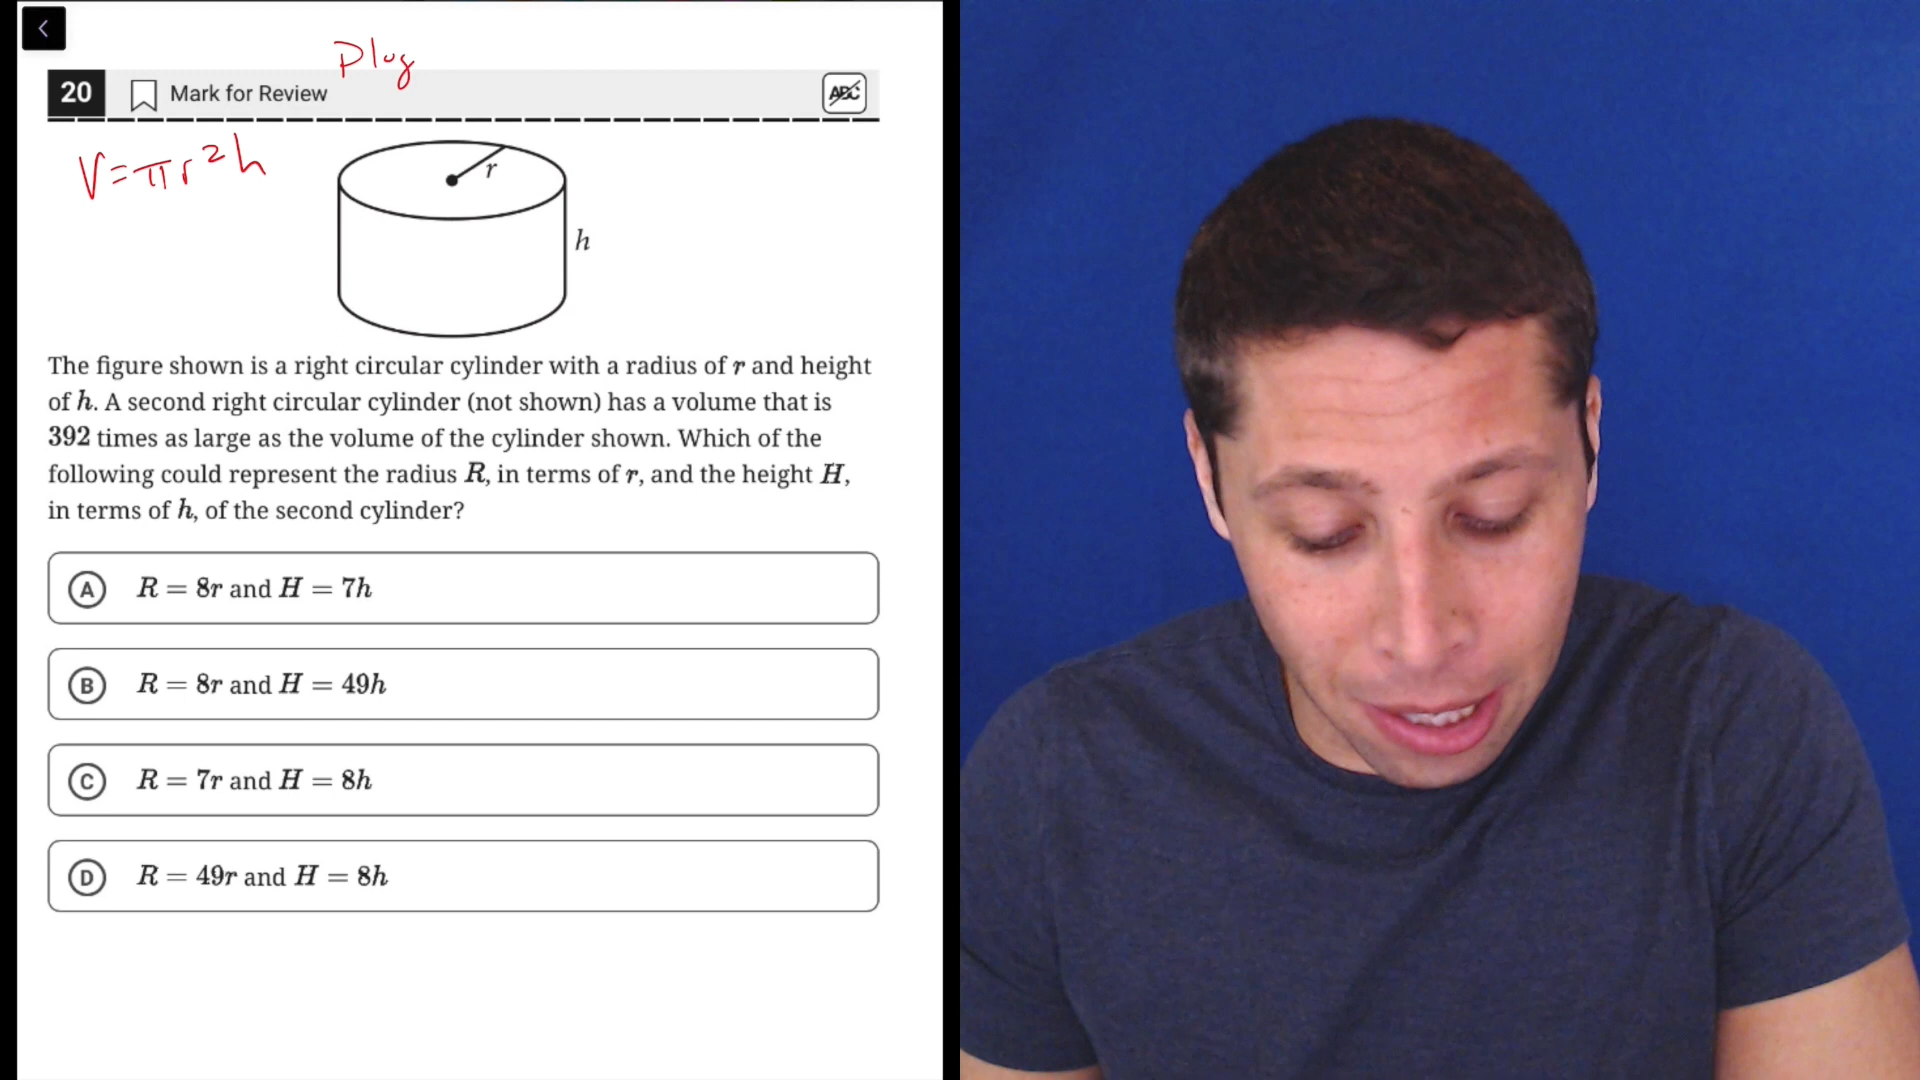 Plug
20 Mark for Review ABC
V=πr²h
r
h
The figure shown is a right circular cylinder with a radius of r and height
of h. A second right circular cylinder (not shown) has a volume that is
392 times as large as the volume of the cylinder shown. Which of the
following could represent the radius R, in terms of r, and the height H,
in terms of h, of the second cylinder?
A R = 8r and H = 7h
B R = 8r and H = 49h
C R = 7r and H = 8h
D R = 49r and H = 8h